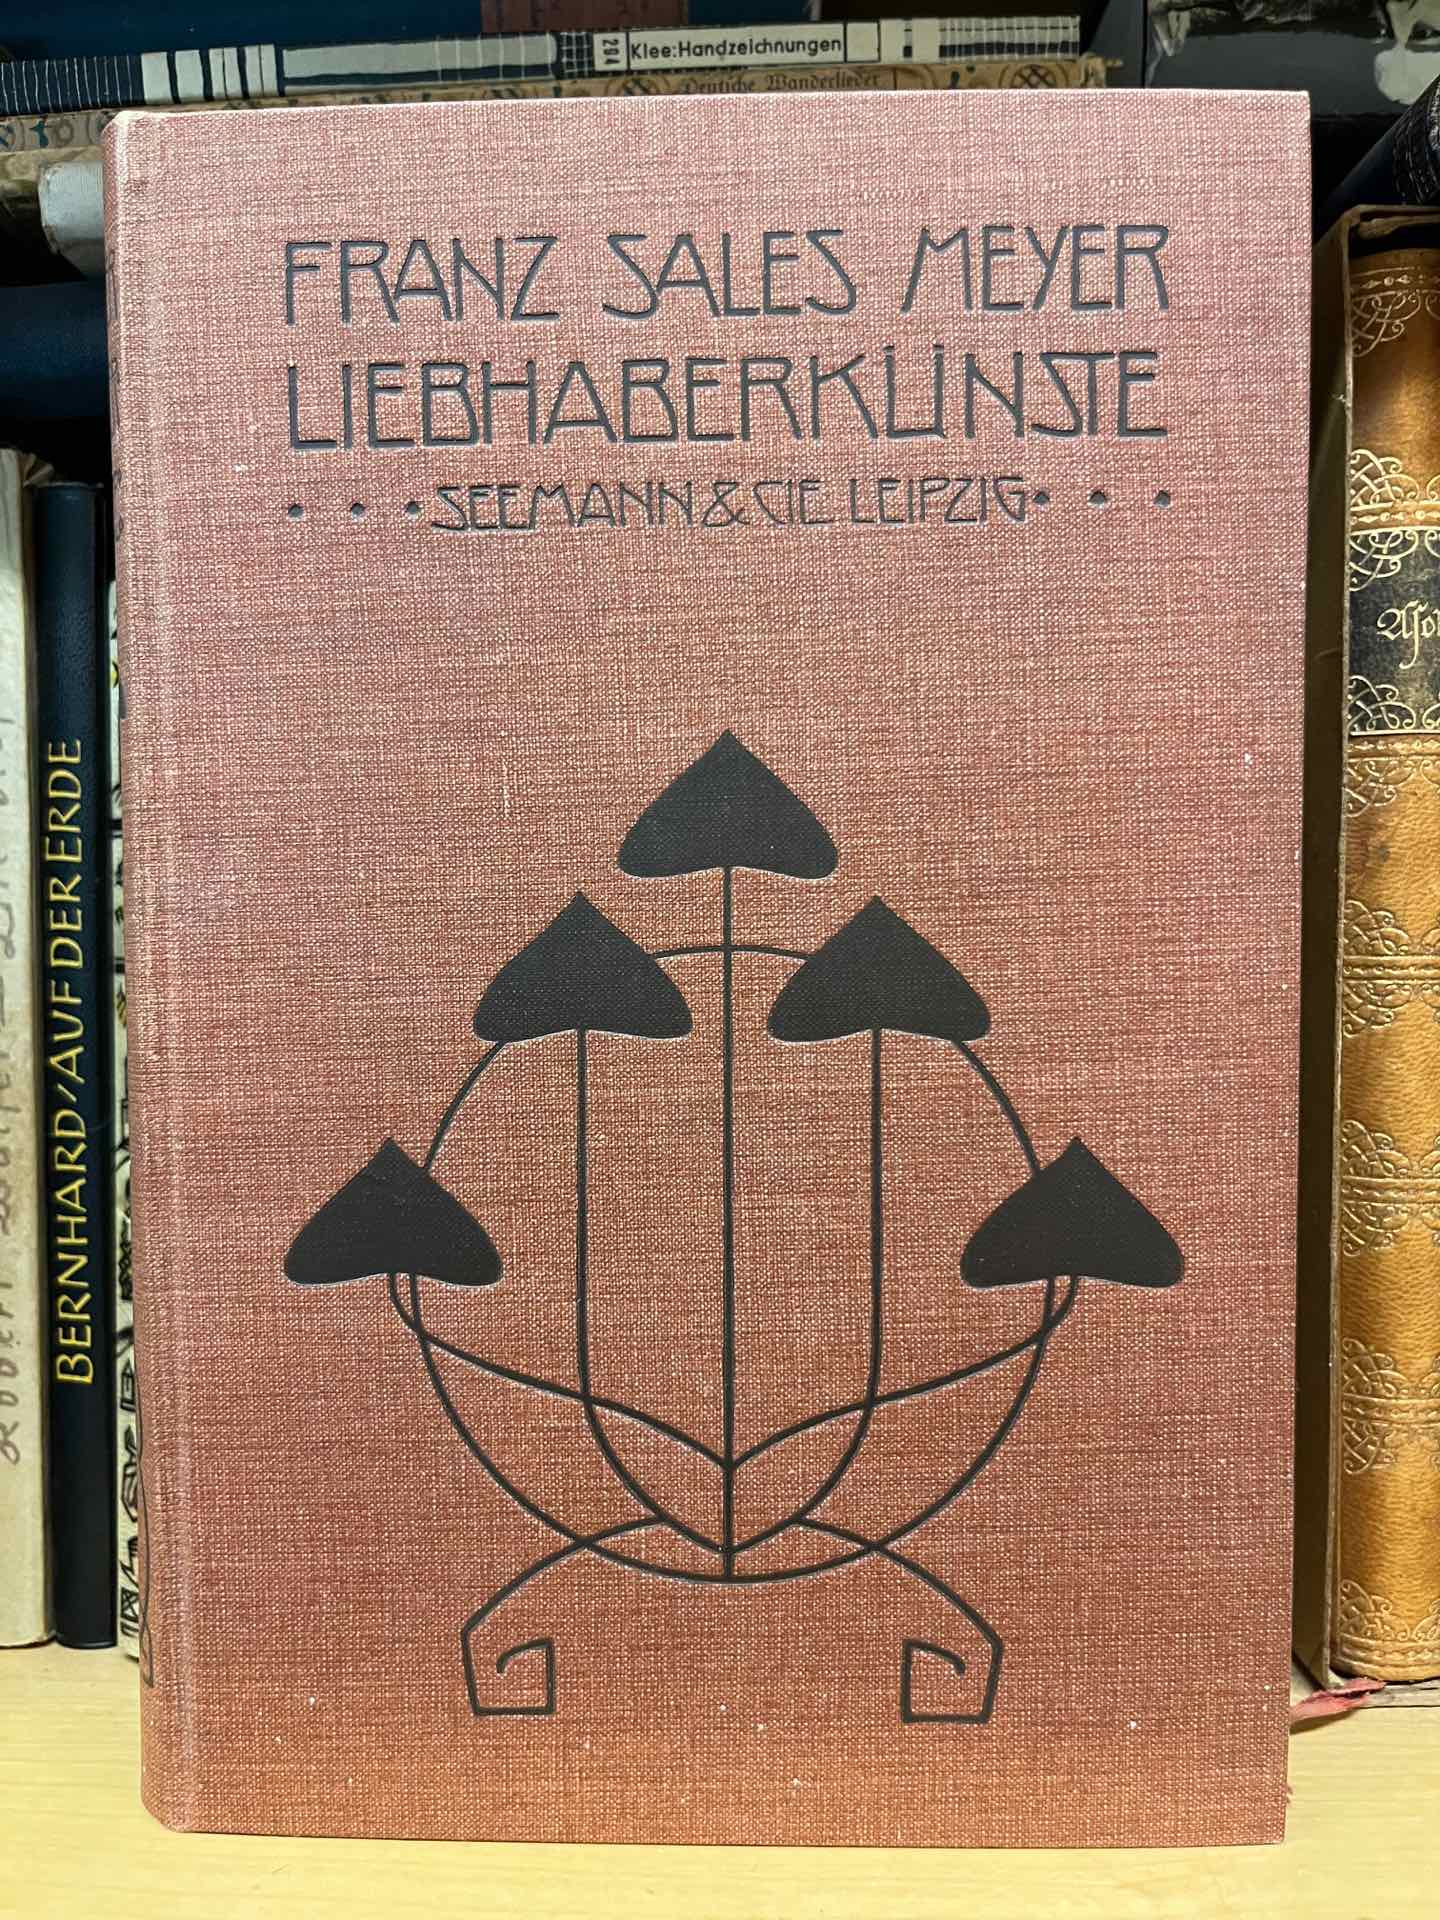 294
Klee:Handzeichnungen
Deutsche Wanderlieder
FRANZ SALES MEYER
LIEBHABERKÜNSTE
SEEMANN & CIE LEIPZIG
BERNHARD/AUF DER ERDE